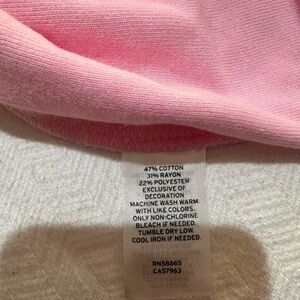 47% COTTON
31% RAYON
22% POLYESTER
EXCLUSIVE OF
DECORATION
MACHINE WASH WARM
WITH LIKE COLORS.
ONLY NON-CHLORINE
BLEACH IF NEEDED.
TUMBLE DRY LOW.
COOL IRON IF NEEDED.
RN58665
CA57963